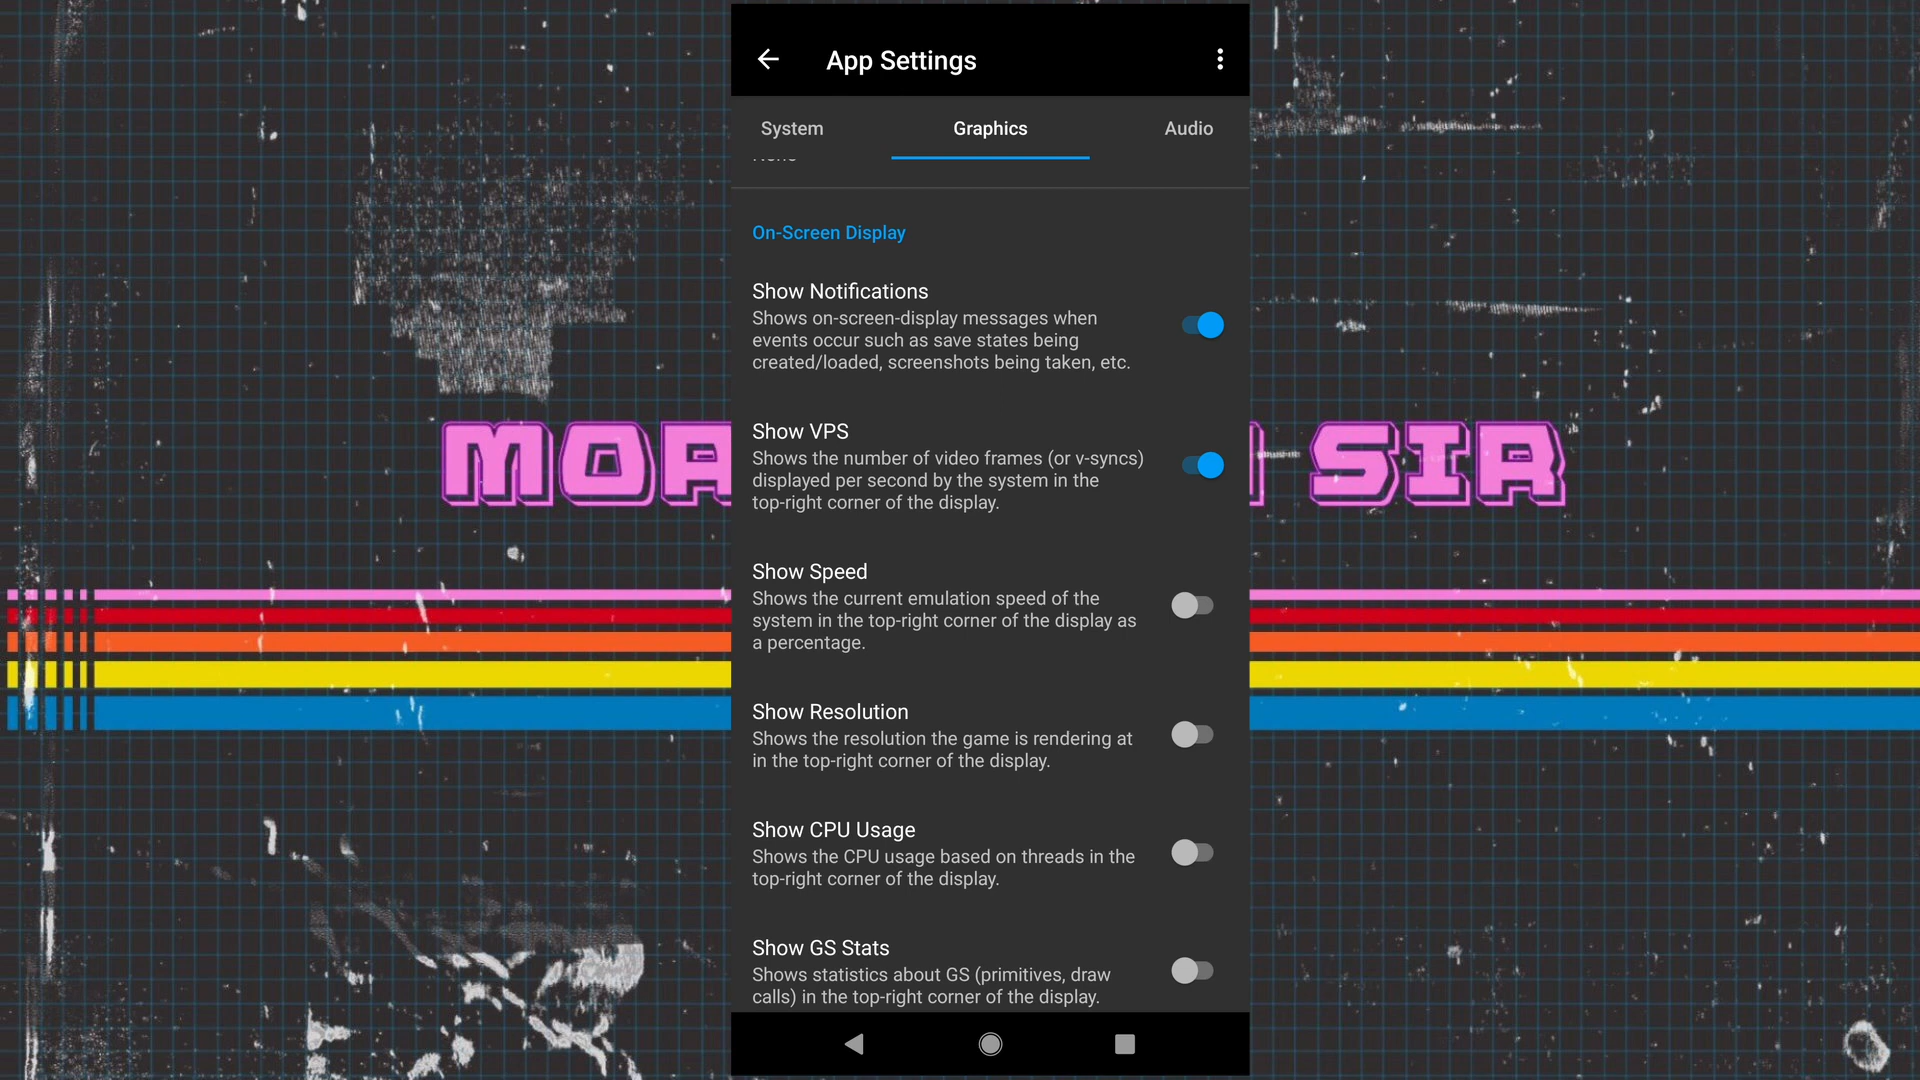 App Settings
System Graphics Audio
On-Screen Display
Show Notifications
Shows on-screen-display messages when
events occur such as save states being
created/loaded, screenshots being taken, etc.
Show VPS
Shows the number of video frames (or v-syncs)
displayed per second by the system in the
top-right corner of the display.
MOR
SIR
Show Speed
Shows the current emulation speed of the
system in the top-right corner of the display as
a percentage.
Show Resolution
Shows the resolution the game is rendering at
in the top-right corner of the display.
Show CPU Usage
Shows the CPU usage based on threads in the
top-right corner of the display.
Show GS Stats
Shows statistics about GS (primitives, draw
calls) in the top-right corner of the display.